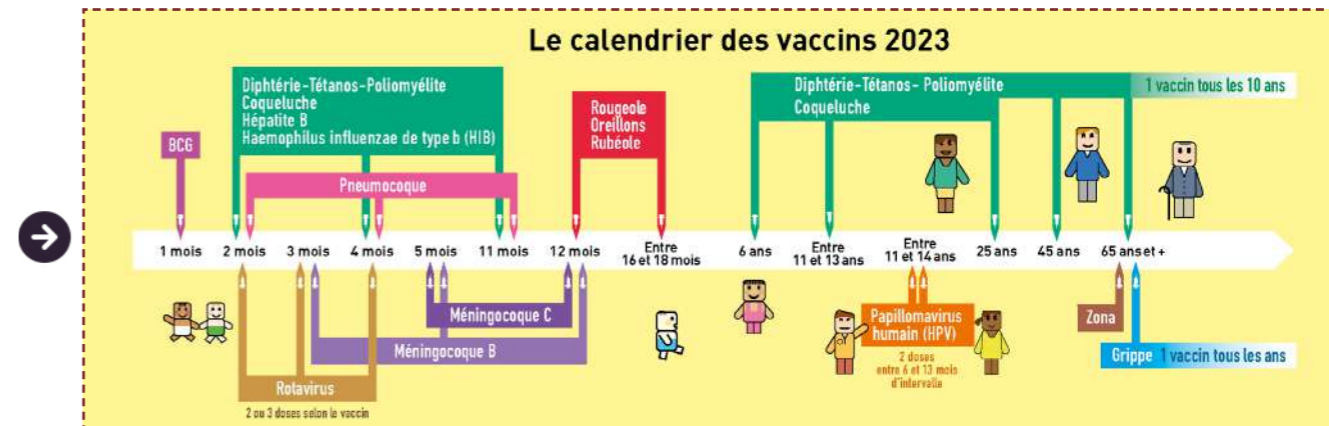 Le calendrier des vaccins 2023
Diphtérie-Tétanos-Poliomyélite
Coqueluche
Hépatite B
Haemophilus influenzae de type b (HIB)
BCG
Pneumocoque
Rougeole
Oreillons
Rubéole
Diphtérie-Tétanos- Poliomyélite
Coqueluche
1 vaccin tous les 10 ans
1 mois
2 mois
3 mois
4 mois
5 mois
11 mois
12 mois
Entre
16 et 18 mois
6 ans
Entre
11 et 13 ans
Entre
11 et 14 ans
25 ans
45 ans
65 ans et +
Méningocoque C
Méningocoque B
Rotavirus
2 ou 3 doses selon le vaccin
Papillomavirus
humain (HPV)
2 doses
entre 6 et 13 mois
d'intervalle
Zona
Grippe 1 vaccin tous les ans